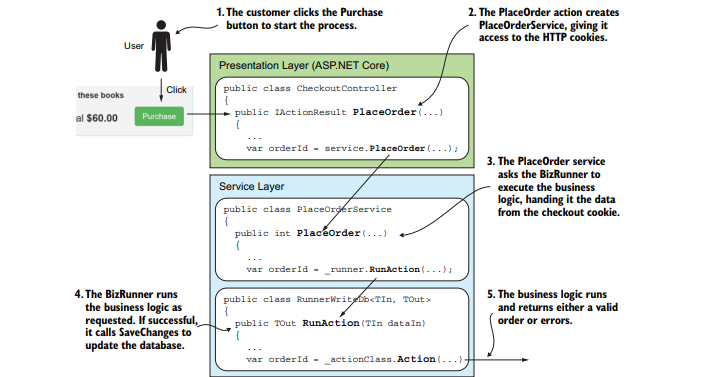 1. The customer clicks the Purchase
button to start the process.
2. The PlaceOrder action creates
PlaceOrderService, giving it
access to the HTTP cookies.
User
Click
these books
al $60.00
Purchase
Presentation Layer (ASP.NET Core)
public class CheckoutController
{
public IActionResult PlaceOrder(...)
{
...
var orderId = service.PlaceOrder(...);
3. The PlaceOrder service
asks the BizRunner to
execute the business
logic, handing it the data
from the checkout cookie.
Service Layer
public class PlaceOrderService
{
public int PlaceOrder(...)
{
...
var orderId = _runner.RunAction(...);
4. The BizRunner runs
the business logic as
requested. If successful,
it calls SaveChanges to
update the database.
public class RunnerWriteDb<TIn, TOut>
{
public TOut RunAction(TIn dataIn)
{
...
var orderId = _actionClass.Action(...)
5. The business logic runs
and returns either a valid
order or errors.